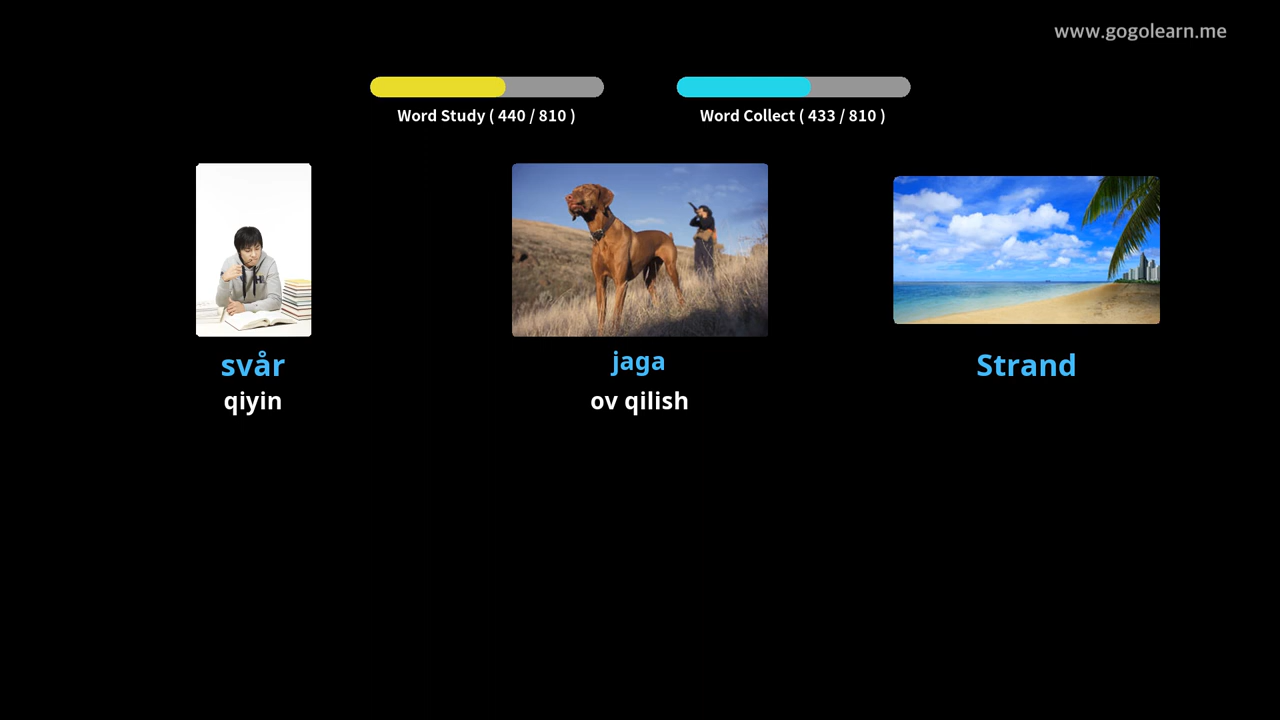 www.gogolearn.me
Word Study ( 440 / 810 )
Word Collect ( 433 / 810 )
svår
qiyin
jaga
ov qilish
Strand